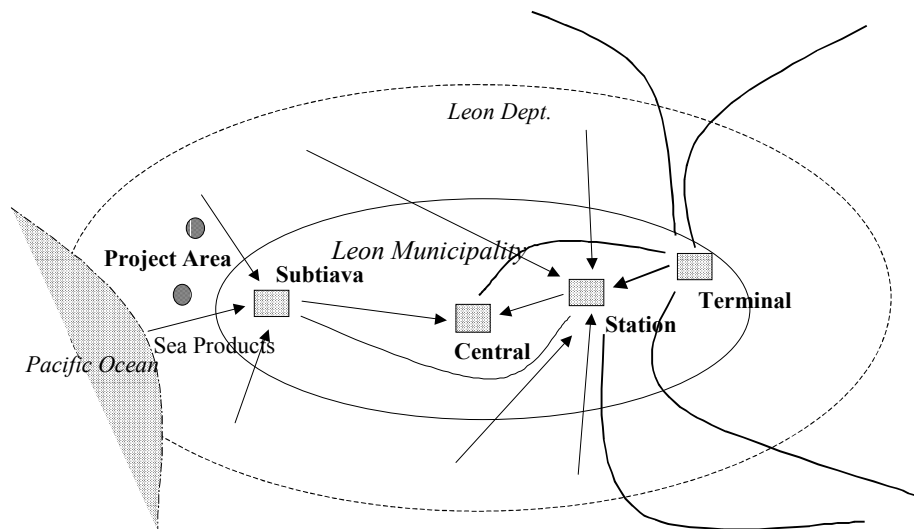 Leon Dept.
Leon Municipality
Project Area
Subtiava
Terminal
Station
Central
Sea Products
Pacific Ocean